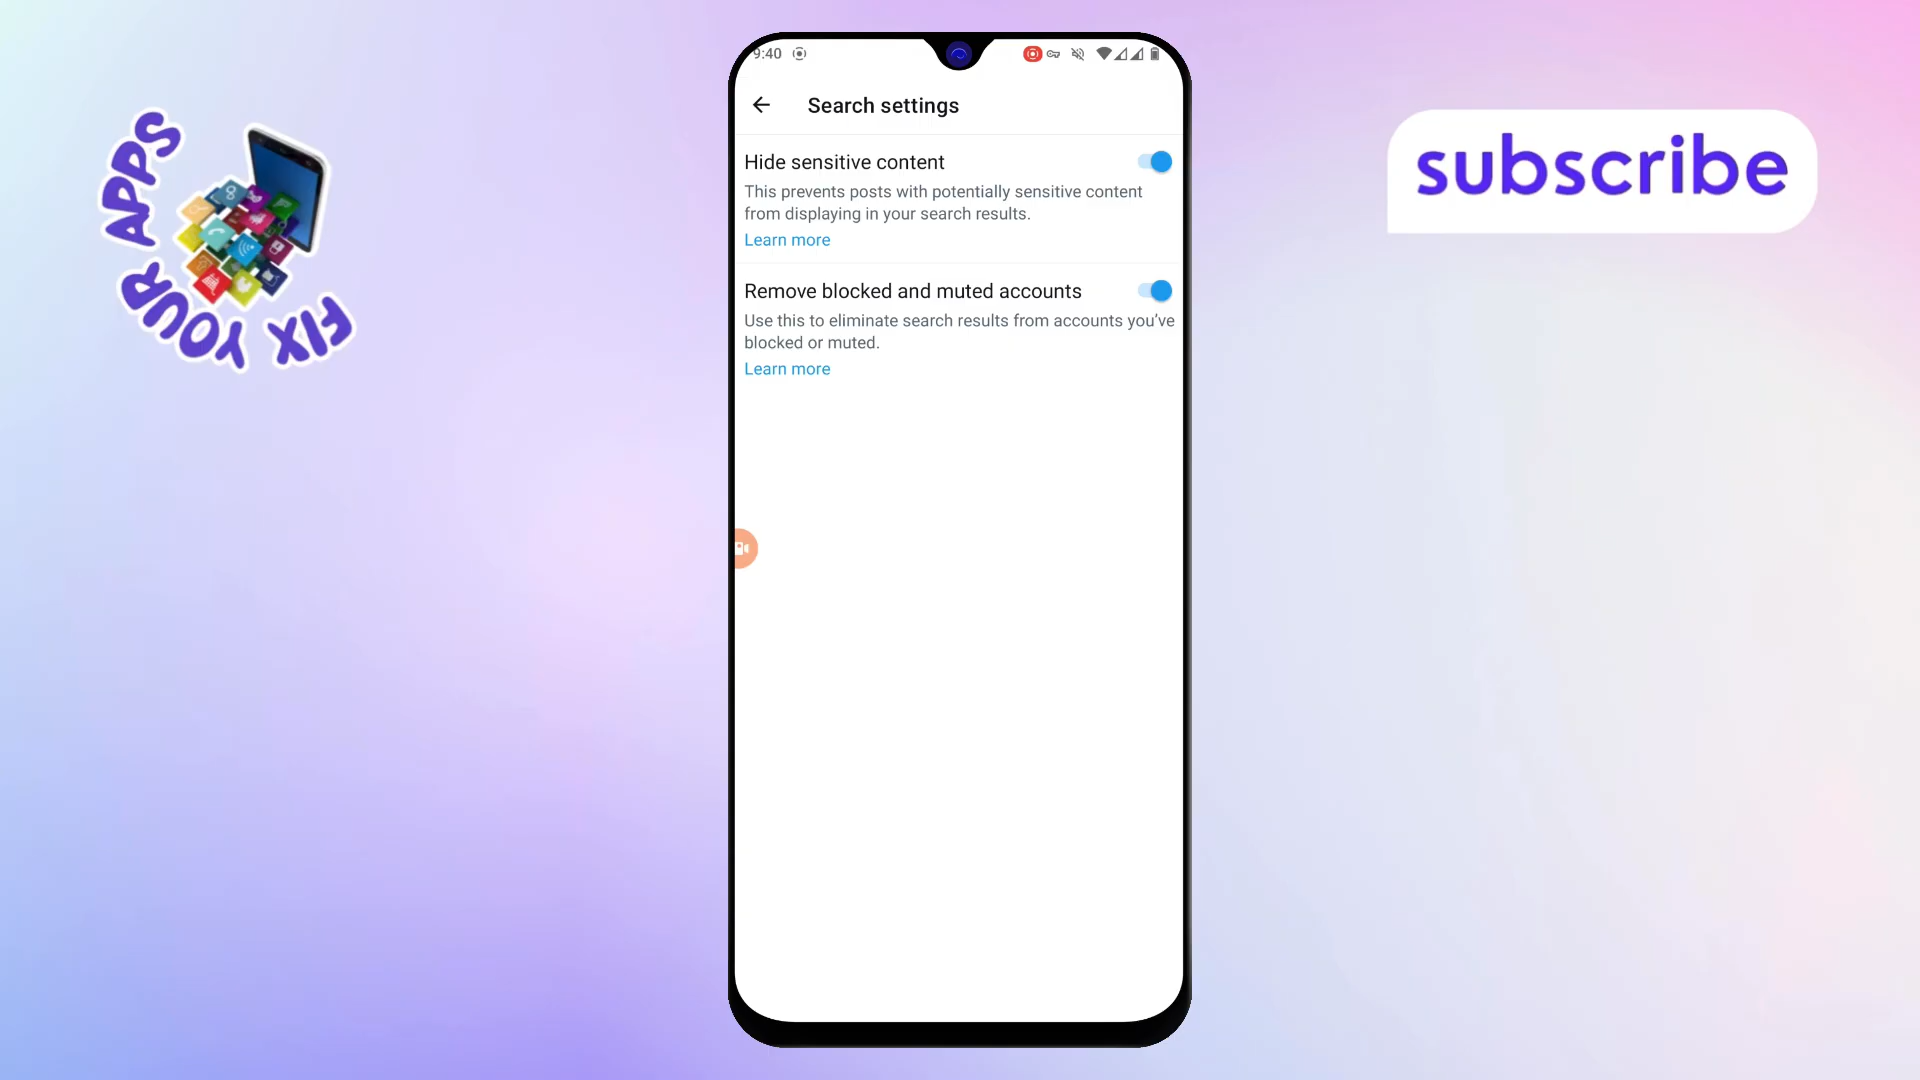 9:40
Search settings
Hide sensitive content
This prevents posts with potentially sensitive content
from displaying in your search results.
Learn more
Remove blocked and muted accounts
Use this to eliminate search results from accounts you’ve
blocked or muted.
Learn more
FIX YOUR APPS
subscribe